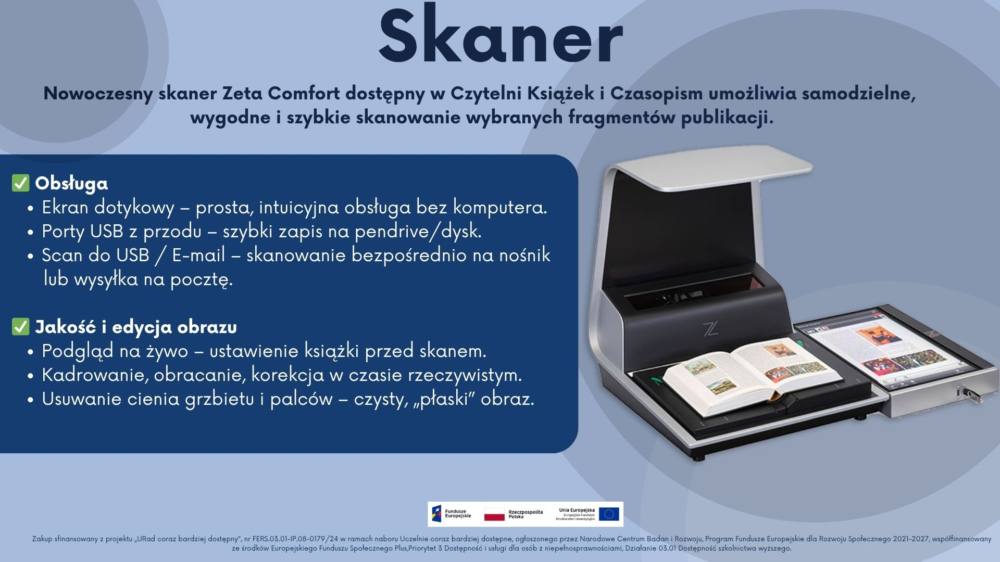 Skaner
Nowoczesny skaner Zeta Comfort dostępny w Czytelni Książek i Czasopism umożliwia samodzielne,
wygodne i szybkie skanowanie wybranych fragmentów publikacji.
✅ Obsługa
• Ekran dotykowy – prosta, intuicyjna obsługa bez komputera.
• Porty USB z przodu – szybki zapis na pendrive/dysk.
• Scan do USB / E-mail – skanowanie bezpośrednio na nośnik
lub wysyłka na pocztę.
✅ Jakość i edycja obrazu
• Podgląd na żywo – ustawienie książki przed skanem.
• Kadrowanie, obracanie, korekcja w czasie rzeczywistym.
• Usuwanie cienia grzbietu i palców – czysty, „płaski” obraz.
Z
Fundusze
Europejskie
Rzeczpospolita
Polska
Unia Europejska
Europejskie Fundusze
Strukturalne i Inwestycyjne
Zakup sfinansowany z projektu „URad coraz bardziej dostępny”, nr FERS.03.01-IP.08-0179/24 w ramach naboru Uczelnie coraz bardziej dostępne, ogłoszonego przez Narodowe Centrum Badan i Rozwoju, Program Fundusze Europejskie dla Rozwoju Społecznego 2021-2027, współfinansowany
ze środków Europejskiego Funduszu Społecznego Plus,Priorytet 3 Dostępność i usługi dla osób z niepełnosprawnościami, Działanie 03.01 Dostępność szkolnictwa wyższego.